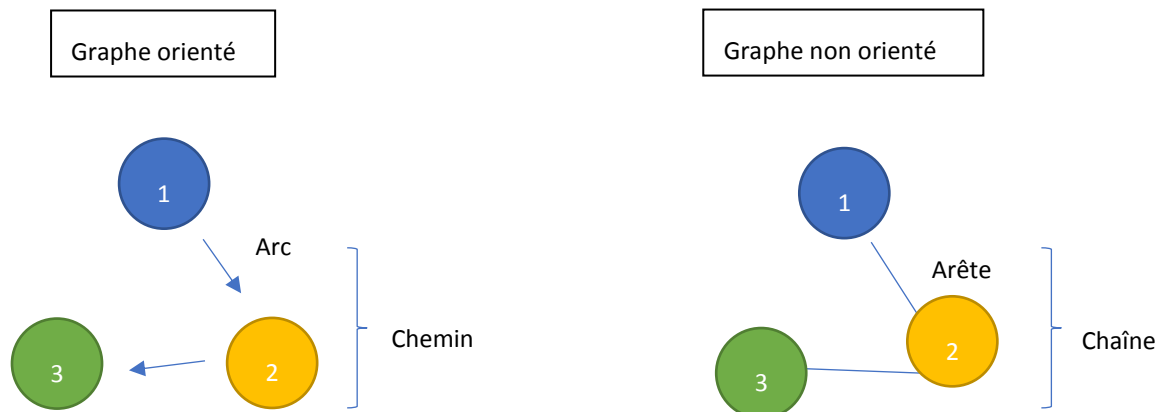 Graphe orienté
1
Arc
3
2
Chemin
Graphe non orienté
1
Arête
2
3
Chaîne